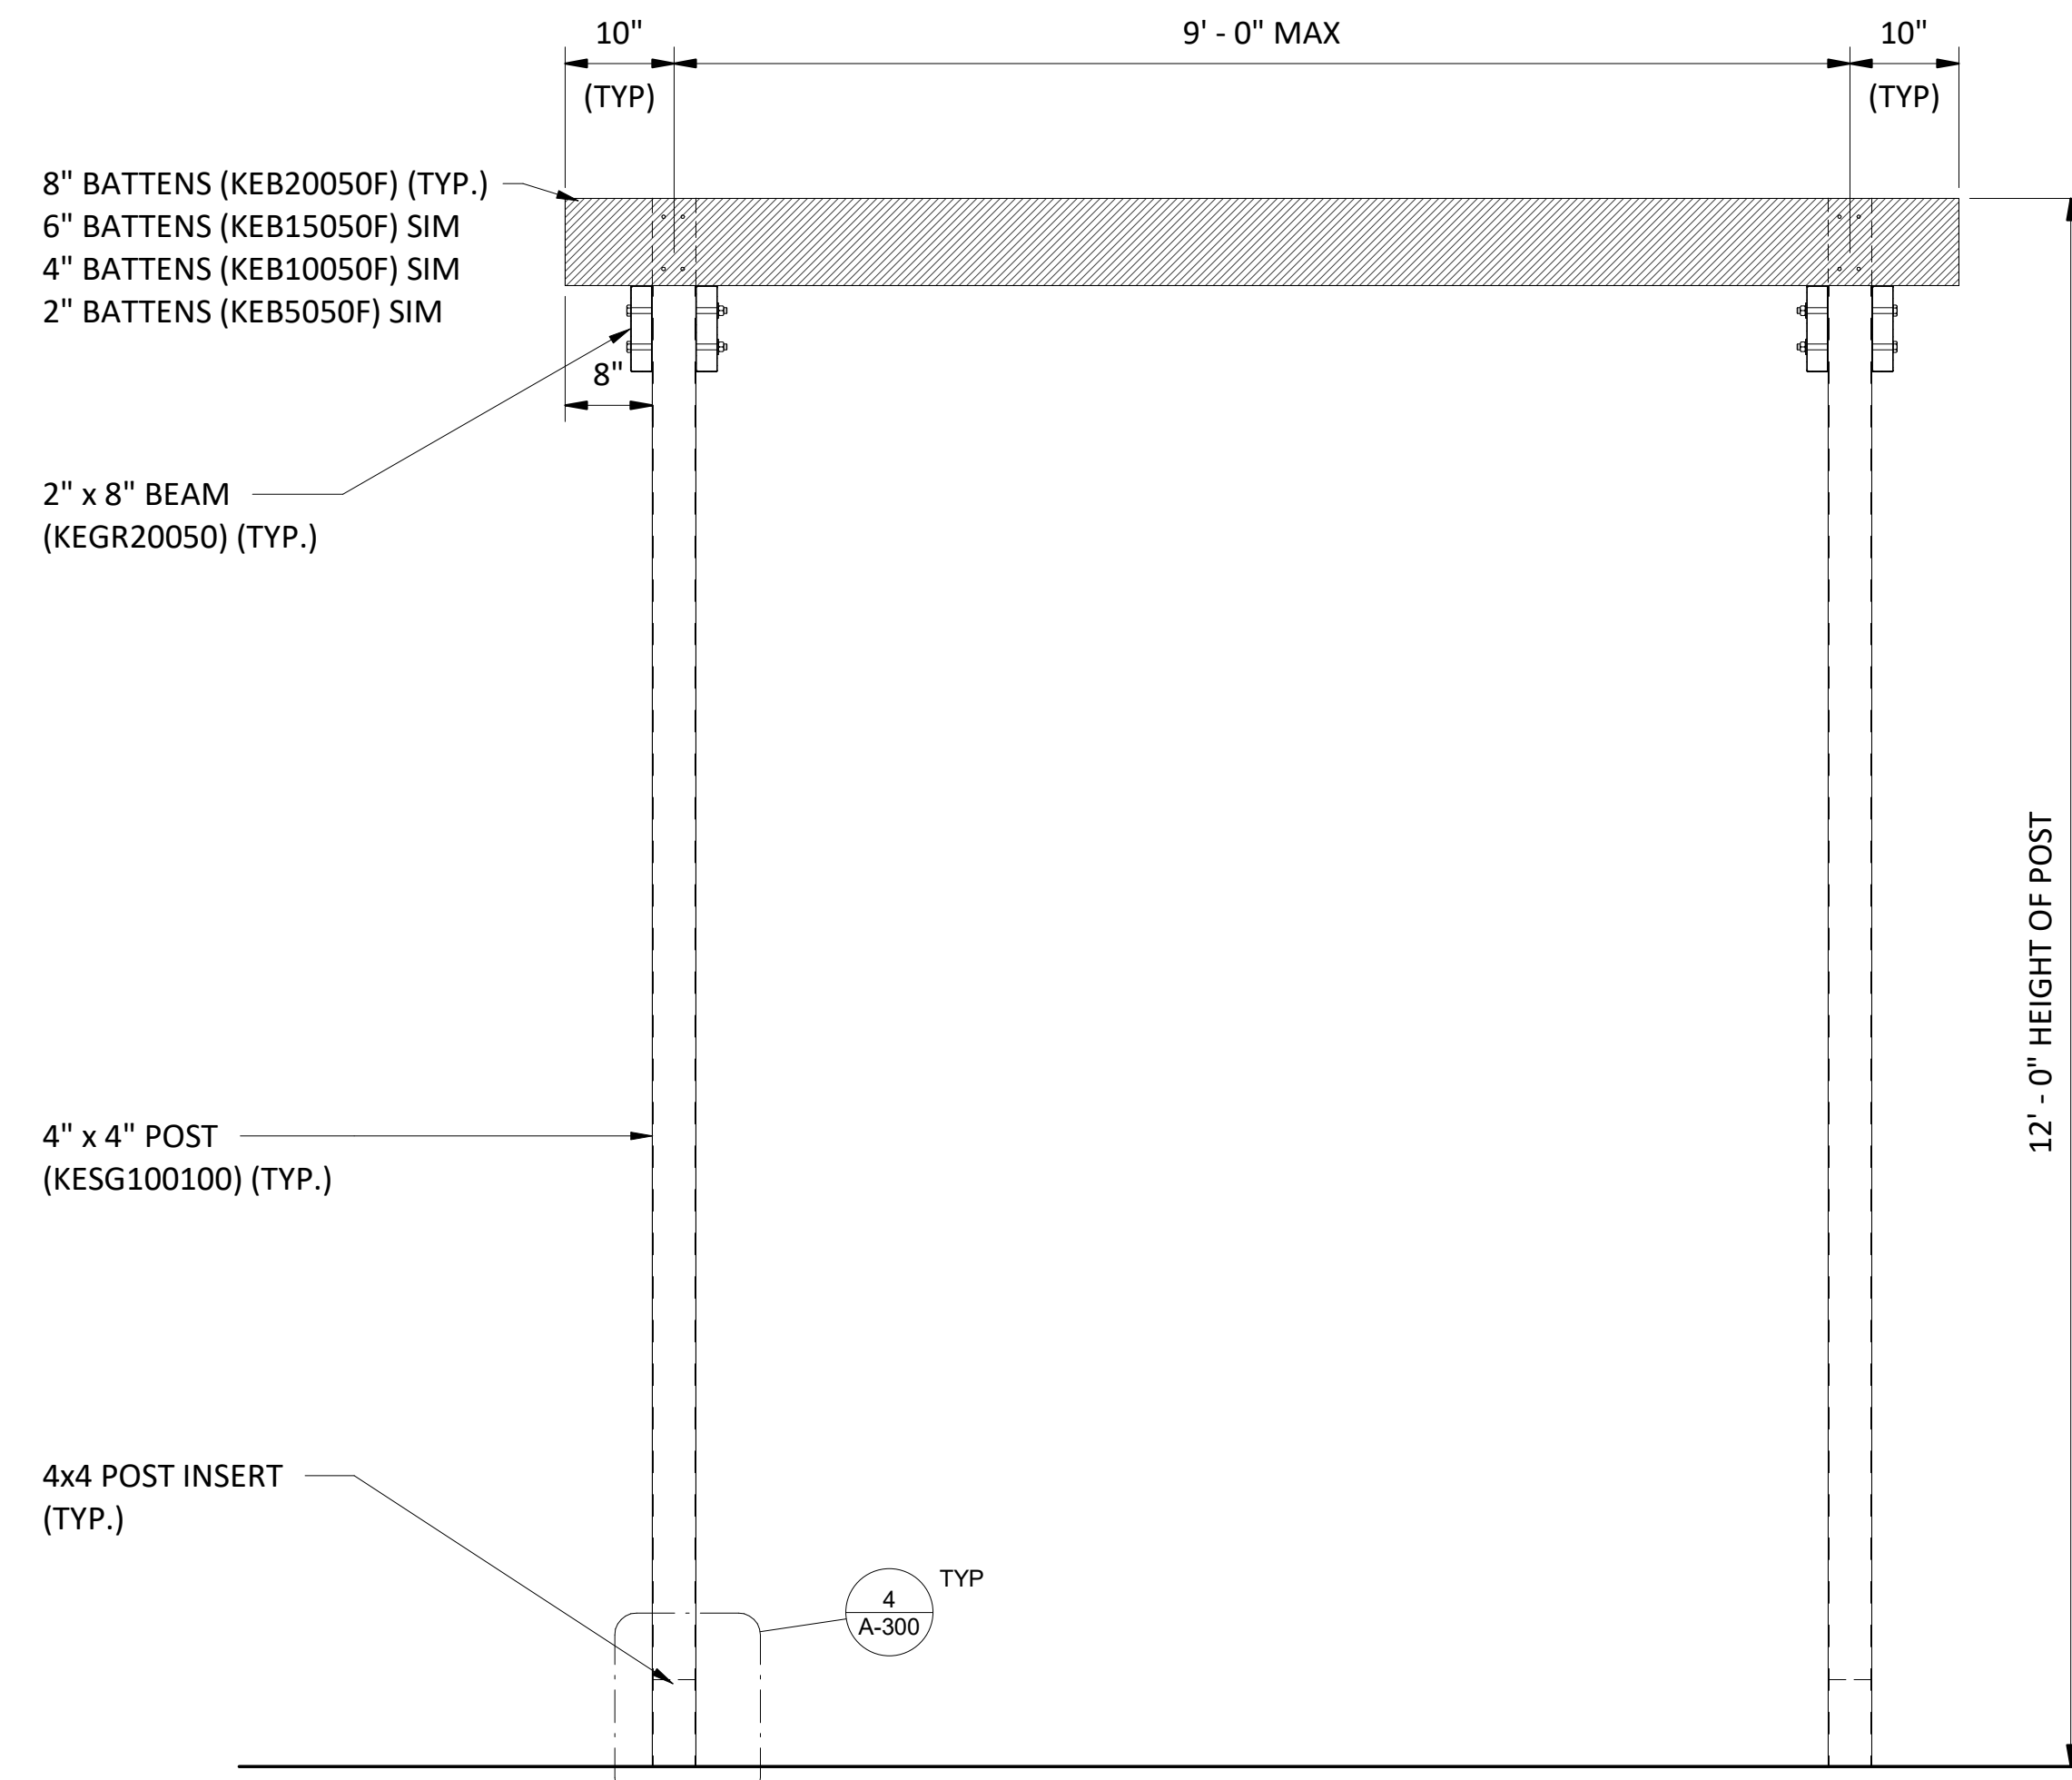 10"
9' - 0" MAX
10"
(TYP)
(TYP)
8" BATTENS (KEB20050F) (TYP.)
6" BATTENS (KEB15050F) SIM
4" BATTENS (KEB10050F) SIM
2" BATTENS (KEB5050F) SIM
8"
2" x 8" BEAM
(KEGR20050) (TYP.)
12' - 0" HEIGHT OF POST
4" x 4" POST
(KESG100100) (TYP.)
4x4 POST INSERT
(TYP.)
TYP
4
A-300